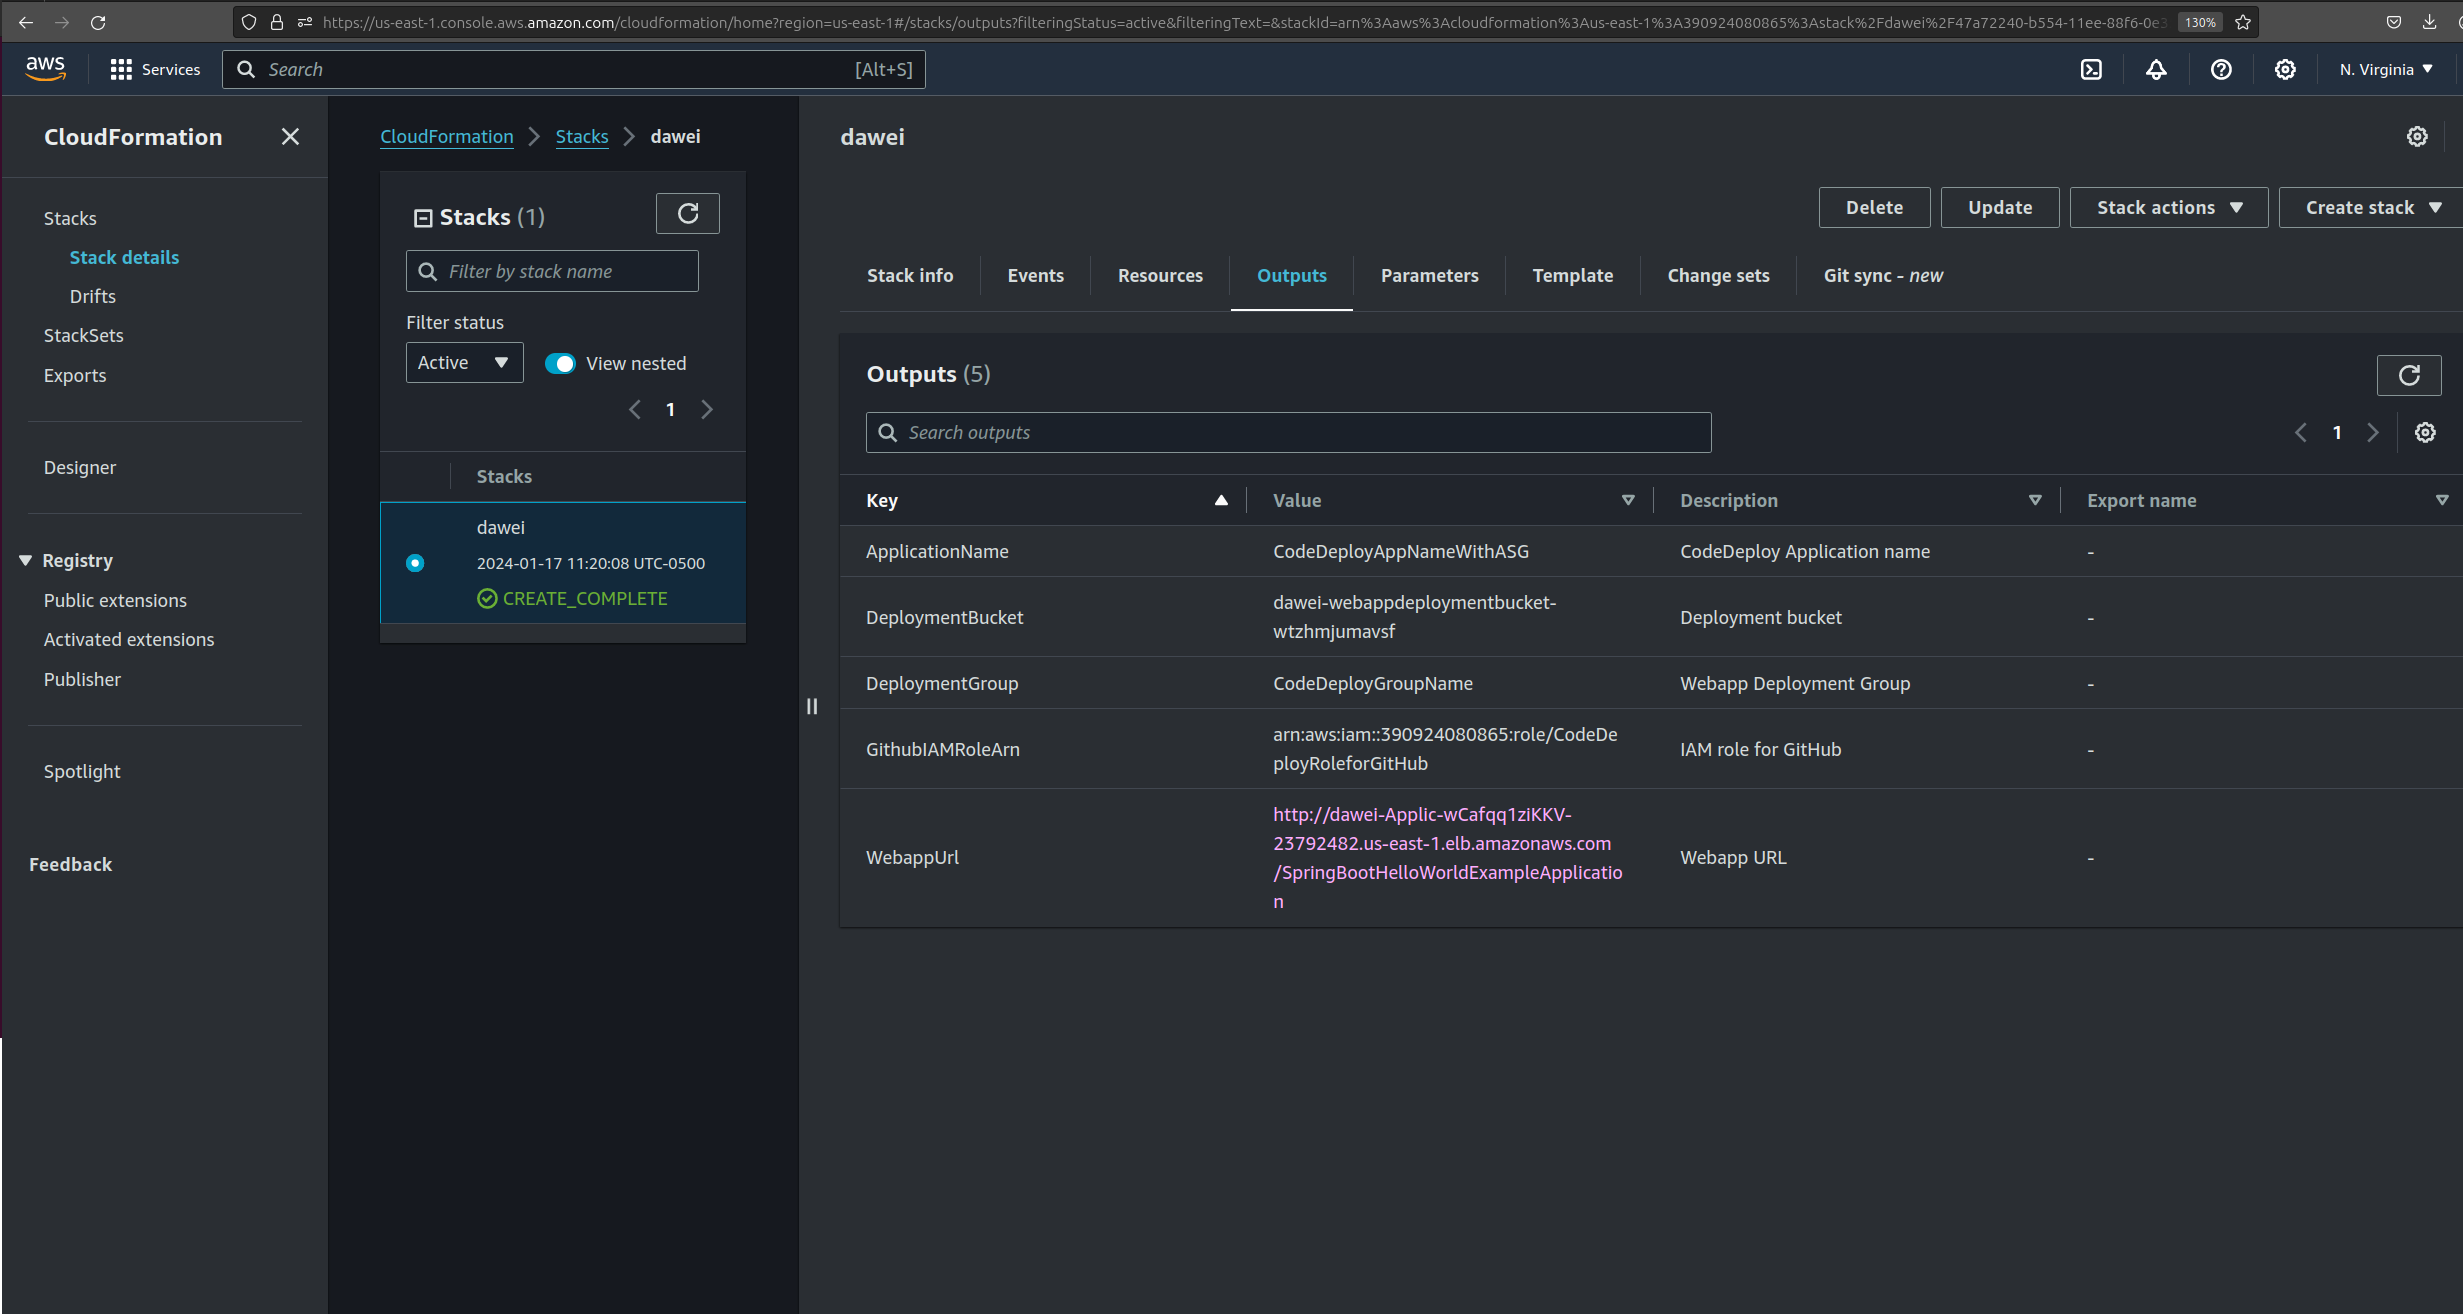 https://us-east-1.console.aws.amazon.com/cloudformation/home?region=us-east-1#/stacks/outputs?filteringStatus=active&filteringText=&stackId=arn%3Aaws%3Acloudformation%3Aus-east-1%3A390924080865%3Astack%2Fdawei%2F47a72240-b554-11ee-88f6-0e3 130%
aws Services Search [Alt+S] N. Virginia
CloudFormation
Stacks
Stack details
Drifts
StackSets
Exports
Designer
Registry
Public extensions
Activated extensions
Publisher
Spotlight
Feedback
CloudFormation Stacks dawei
Stacks (1)
Filter by stack name
Filter status
Active View nested
1
Stacks
dawei
2024-01-17 11:20:08 UTC-0500
CREATE_COMPLETE
dawei
Delete Update Stack actions Create stack
Stack info Events Resources Outputs Parameters Template Change sets Git sync - new
Outputs (5)
Search outputs 1
Key Value Description Export name
ApplicationName CodeDeployAppNameWithASG CodeDeploy Application name -
DeploymentBucket dawei-webappdeploymentbucket-
wtzhmjumavsf Deployment bucket -
DeploymentGroup CodeDeployGroupName Webapp Deployment Group -
GithubIAMRoleArn arn:aws:iam::390924080865:role/CodeDe
ployRoleforGitHub IAM role for GitHub -
WebappUrl http://dawei-Applic-wCafqq1ziKKV-
23792482.us-east-1.elb.amazonaws.com
/SpringBootHelloWorldExampleApplicatio
n Webapp URL -